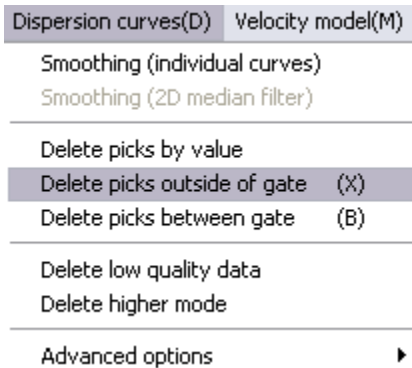 Dispersion curves(D) Velocity model(M)
Smoothing (individual curves)
Smoothing (2D median filter)
Delete picks by value
Delete picks outside of gate (X)
Delete picks between gate (B)
Delete low quality data
Delete higher mode
Advanced options